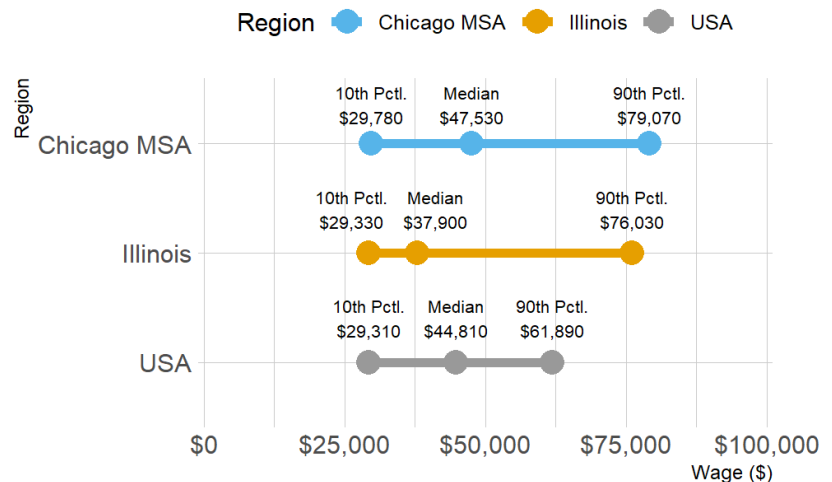 Region Chicago MSA Illinois USA
Region
10th Pctl. Median 90th Pctl.
$29,780 $47,530 $79,070
Chicago MSA
10th Pctl. Median 90th Pctl.
$29,330 $37,900 $76,030
Illinois
10th Pctl. Median 90th Pctl.
$29,310 $44,810 $61,890
USA
$0 $25,000 $50,000 $75,000 $100,000
Wage ($)